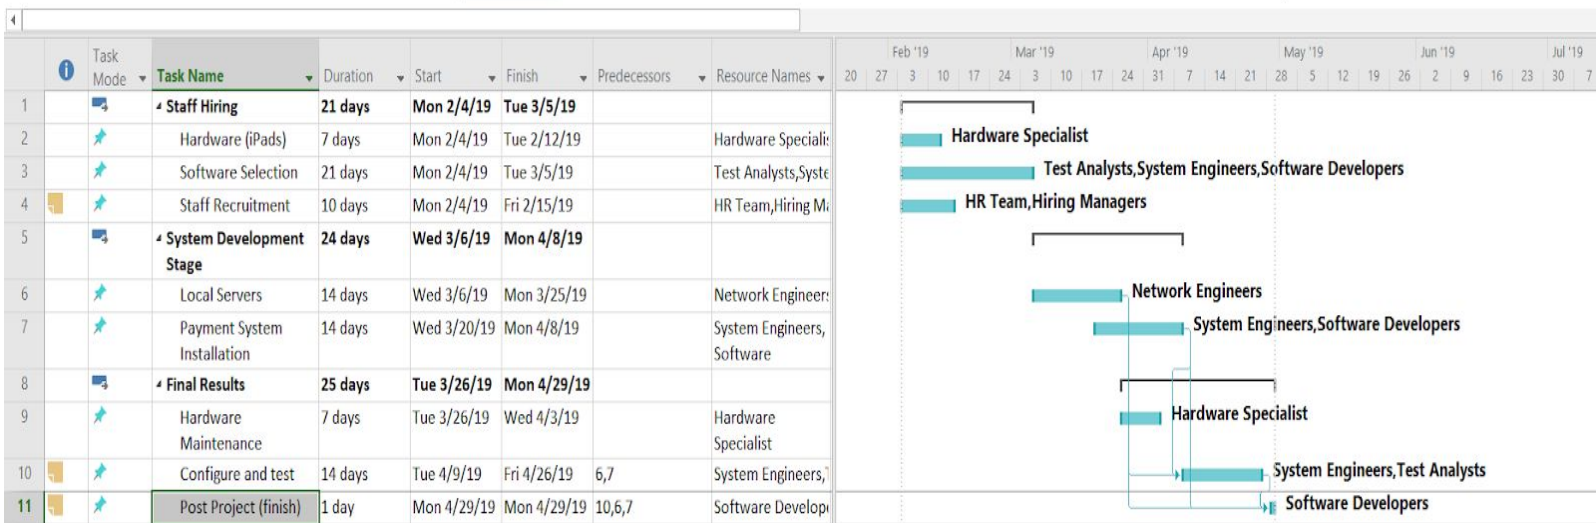 Feb '19 Mar '19 Apr '19 May '19 Jun '19 Jul '19
Task Mode Task Name Duration Start Finish Predecessors Resource Names 20 27 3 10 17 24 3 10 17 24 31 7 14 21 28 5 12 19 26 2 9 16 23 30 7
1 Staff Hiring 21 days Mon 2/4/19 Tue 3/5/19
2 Hardware (iPads) 7 days Mon 2/4/19 Tue 2/12/19 Hardware Specialis Hardware Specialist
3 Software Selection 21 days Mon 2/4/19 Tue 3/5/19 Test Analysts,Syste Test Analysts,System Engineers,Software Developers
4 Staff Recruitment 10 days Mon 2/4/19 Fri 2/15/19 HR Team,Hiring Ma HR Team,Hiring Managers
5 System Development 24 days Wed 3/6/19 Mon 4/8/19
Stage
6 Local Servers 14 days Wed 3/6/19 Mon 3/25/19 Network Engineers Network Engineers
7 Payment System 14 days Wed 3/20/19 Mon 4/8/19 System Engineers, System Engineers,Software Developers
Installation Software
8 Final Results 25 days Tue 3/26/19 Mon 4/29/19
9 Hardware 7 days Tue 3/26/19 Wed 4/3/19 Hardware Hardware Specialist
Maintenance Specialist
10 Configure and test 14 days Tue 4/9/19 Fri 4/26/19 6,7 System Engineers, System Engineers,Test Analysts
11 Post Project (finish) 1 day Mon 4/29/19 Mon 4/29/19 10,6,7 Software Develop Software Developers